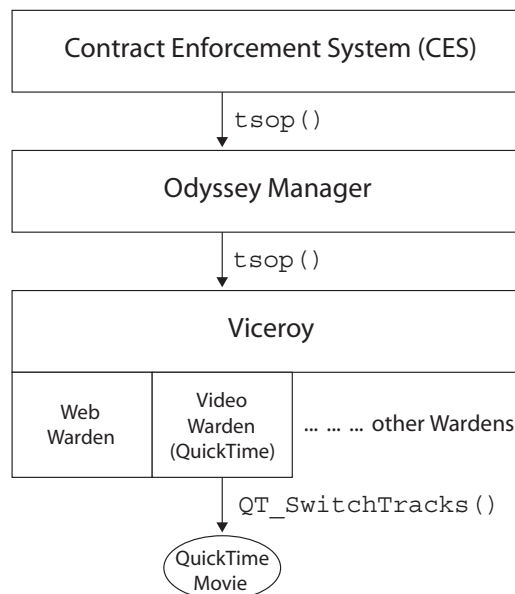 Contract Enforcement System (CES)
tsop()
Odyssey Manager
tsop()
Viceroy
Web
Warden
Video
Warden
(QuickTime)
... ... ... other Wardens
QT_SwitchTracks()
QuickTime
Movie